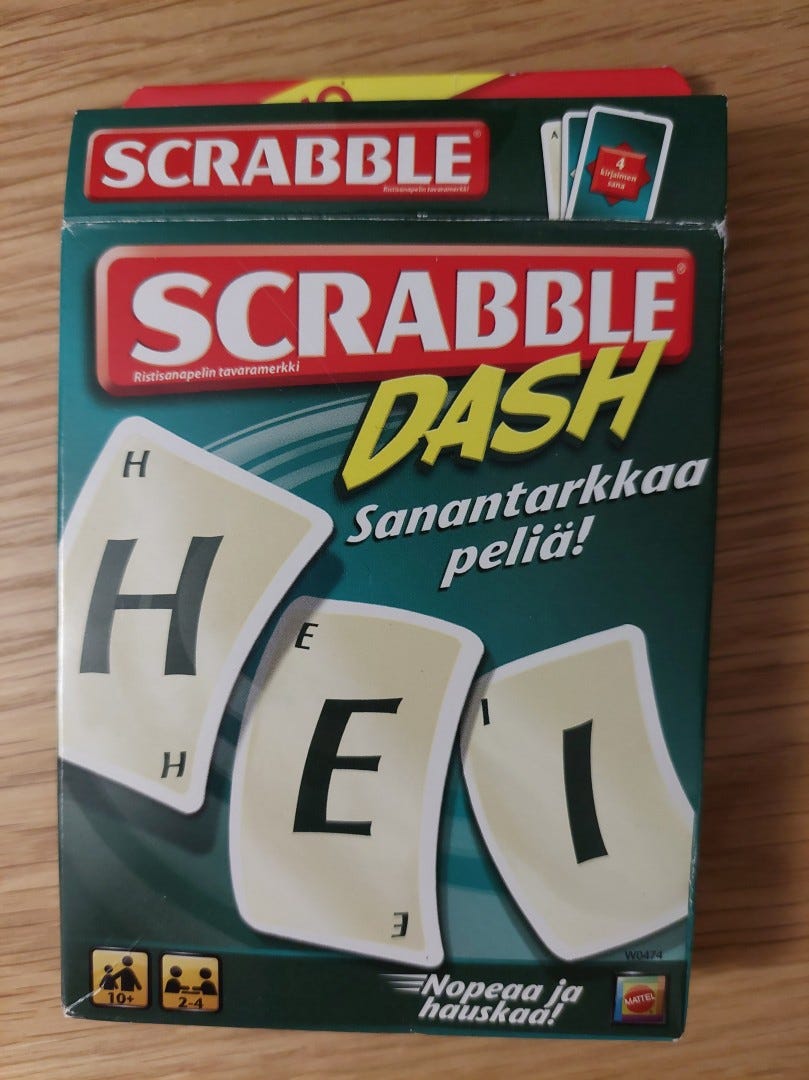 SCRABBLE®
Ristisanapelin tavaramerkki
A
4
kirjaimen
sana
SCRABBLE®
Ristisanapelin tavaramerkki
DASH
Sanantarkkaa
peliä!
H
H
H
E
E
E
I
I
W0474
10+
2-4
Nopeaa ja
hauskaa!
MATTEL